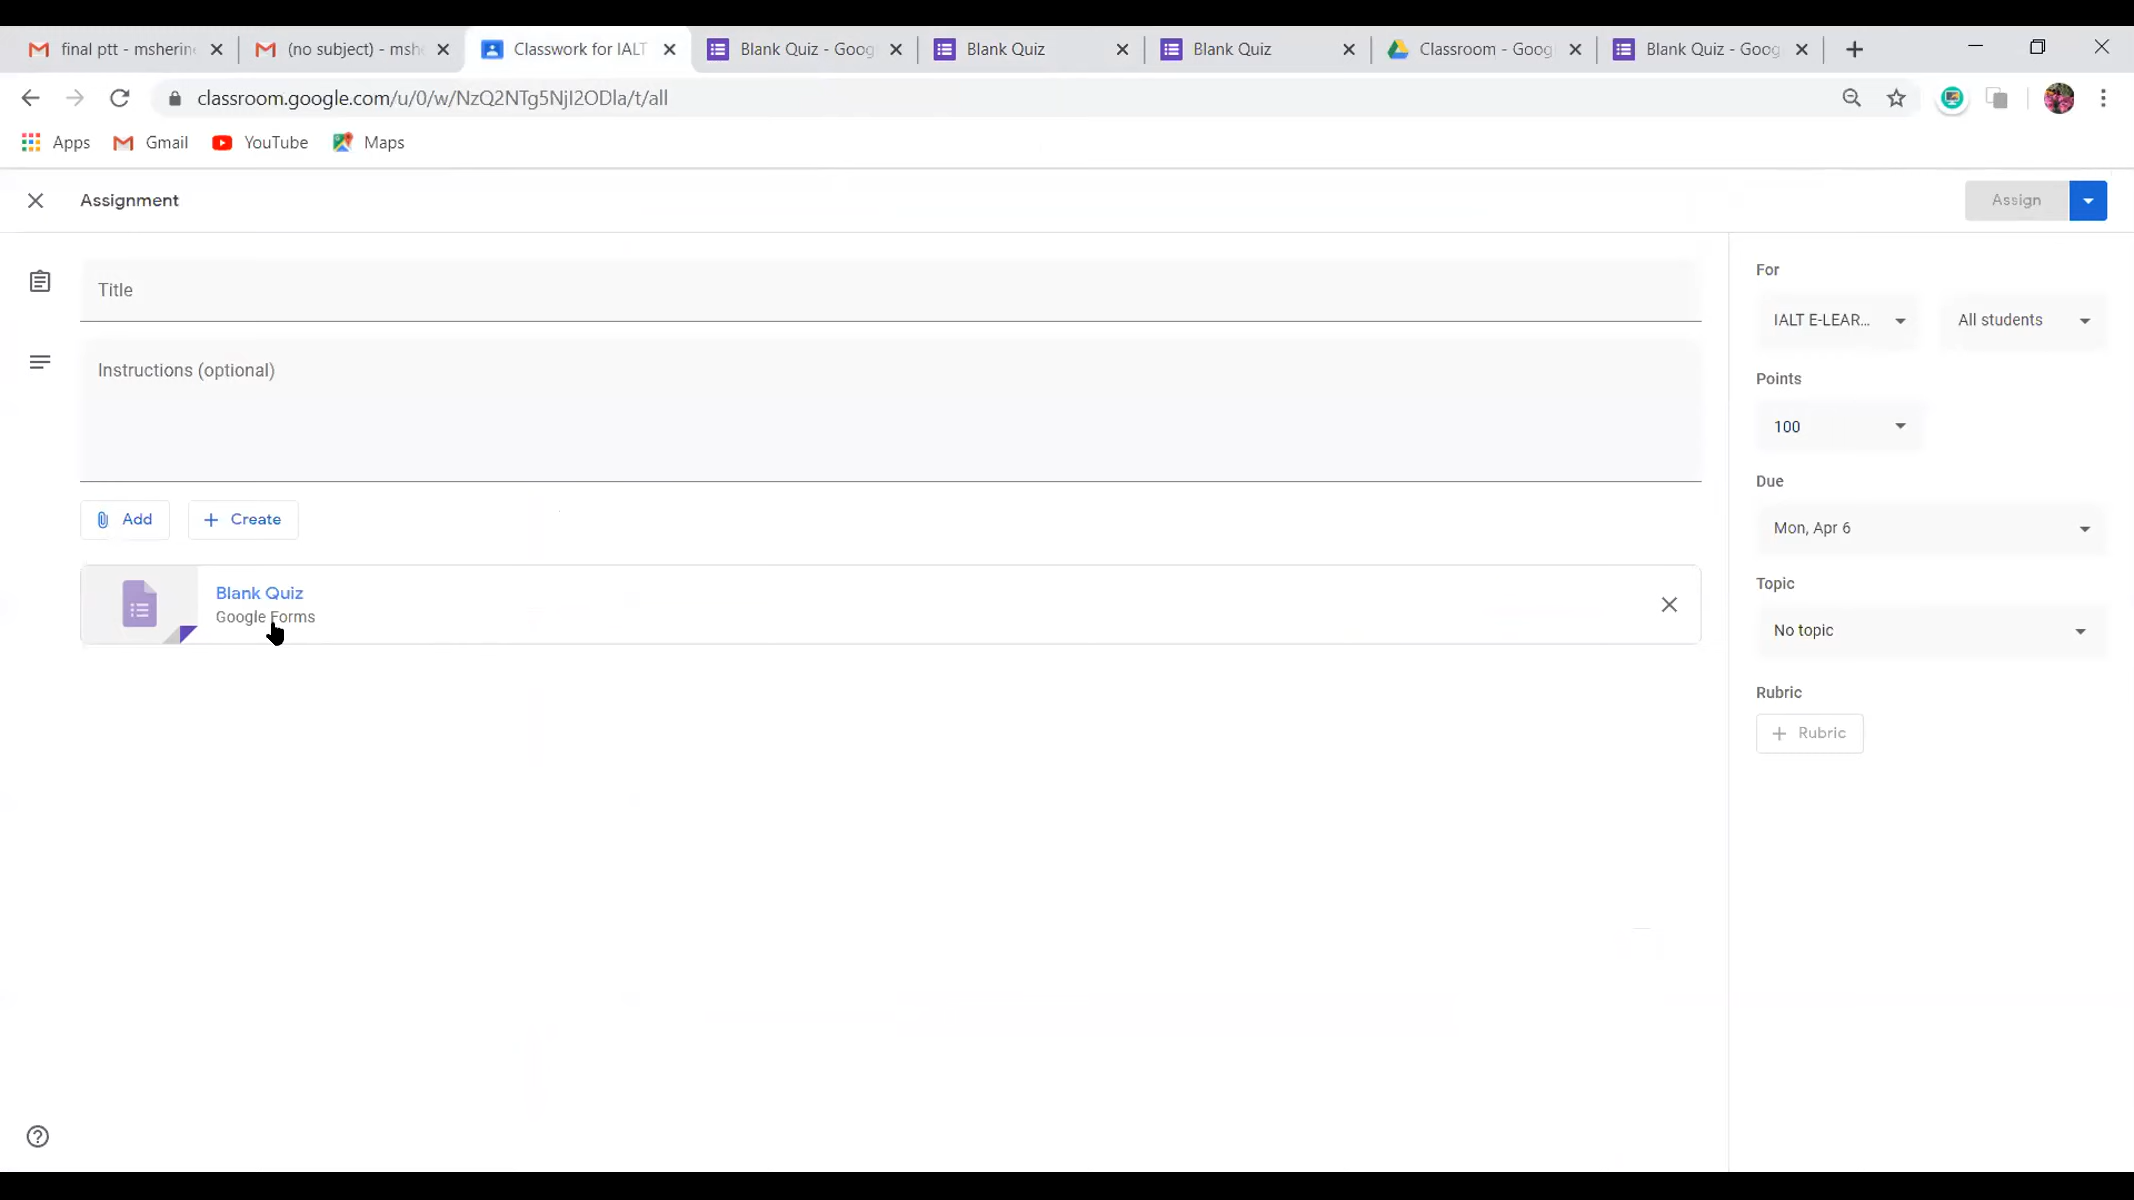 final ptt - msherin
(no subject) - msh
Classwork for IALT
Blank Quiz - Goog
Blank Quiz
Blank Quiz
Classroom - Goog
Blank Quiz - Goog
classroom.google.com/u/0/w/NzQ2NTg5NjI2ODla/t/all
Apps
Gmail
YouTube
Maps
Assignment
Assign
Title
For
IALT E-LEAR...
All students
Instructions (optional)
Points
100
Due
Add
Create
Mon, Apr 6
Topic
Blank Quiz
Google Forms
No topic
Rubric
Rubric